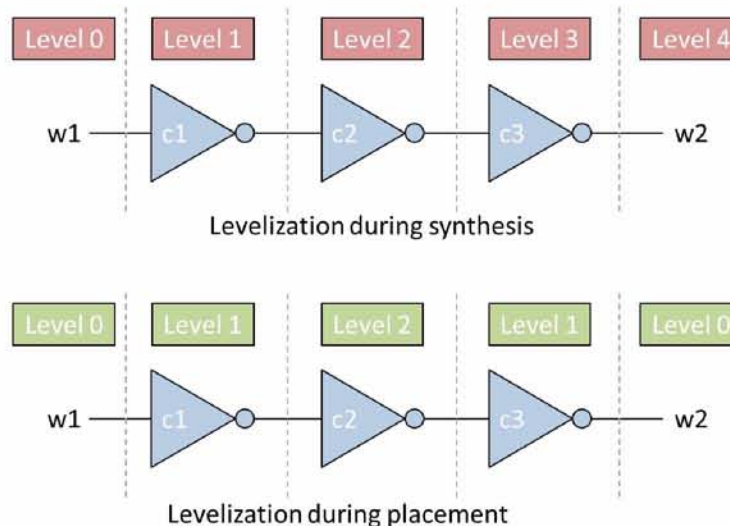 Level 0 Level 1 Level 2 Level 3 Level 4
w1 c1 c2 c3 w2
Levelization during synthesis
Level 0 Level 1 Level 2 Level 1 Level 0
w1 c1 c2 c3 w2
Levelization during placement